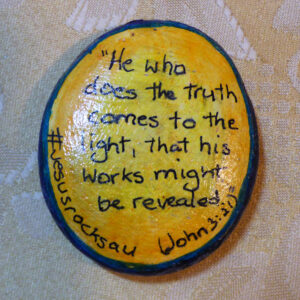 "He who
does the truth
comes to the
light, that his
works might
be revealed"
John 3:21
#Jesusrocksau